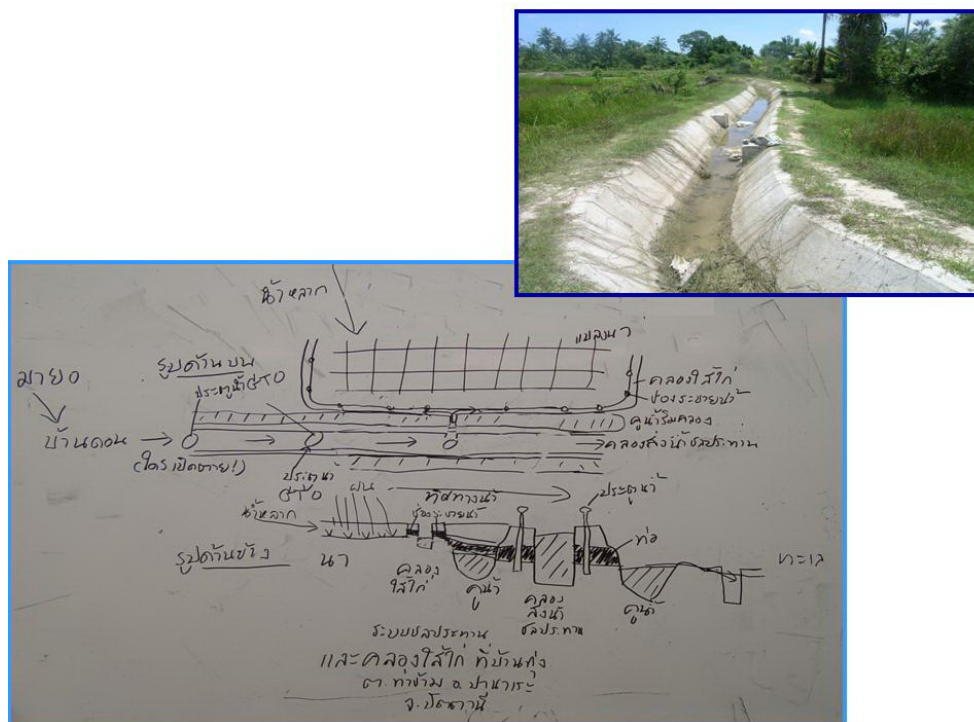 น้ำหลาก
แปลงนา
มายอ
รูปด้านบน
ประตูน้ำ
คลองไส้ไก่
ช่องระบายน้ำ
คูน้ำริมคลอง
บ้านดอน
คลองส่งน้ำชลประทาน
(ใครเปิดตาย!)
ประตูน้ำ
ฝน
ทิศทางน้ำ
ประตูน้ำ
น้ำหลาก
ช่องระบายน้ำ
ท่อ
รูปด้านข้าง
นา
ทะเล
คลอง
ไส้ไก่
คูน้ำ
คลอง
ส่งน้ำ
ชลประทาน
คูน้ำ
ระบบชลประทาน
และคลองไส้ไก่ ที่บ้านทุ่ง
ต. ท่าข้าม อ. ปานาเระ
จ. ปัตตานี